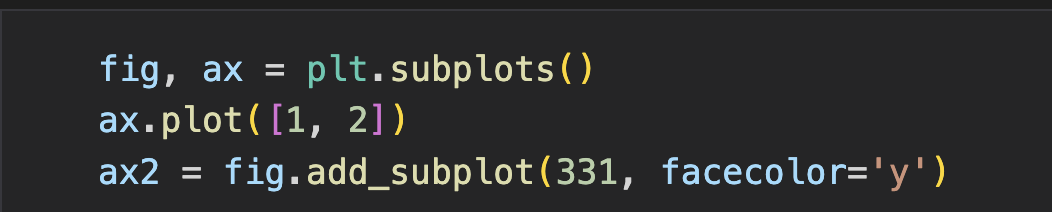 fig, ax = plt.subplots()
ax.plot([1, 2])
ax2 = fig.add_subplot(331, facecolor='y')